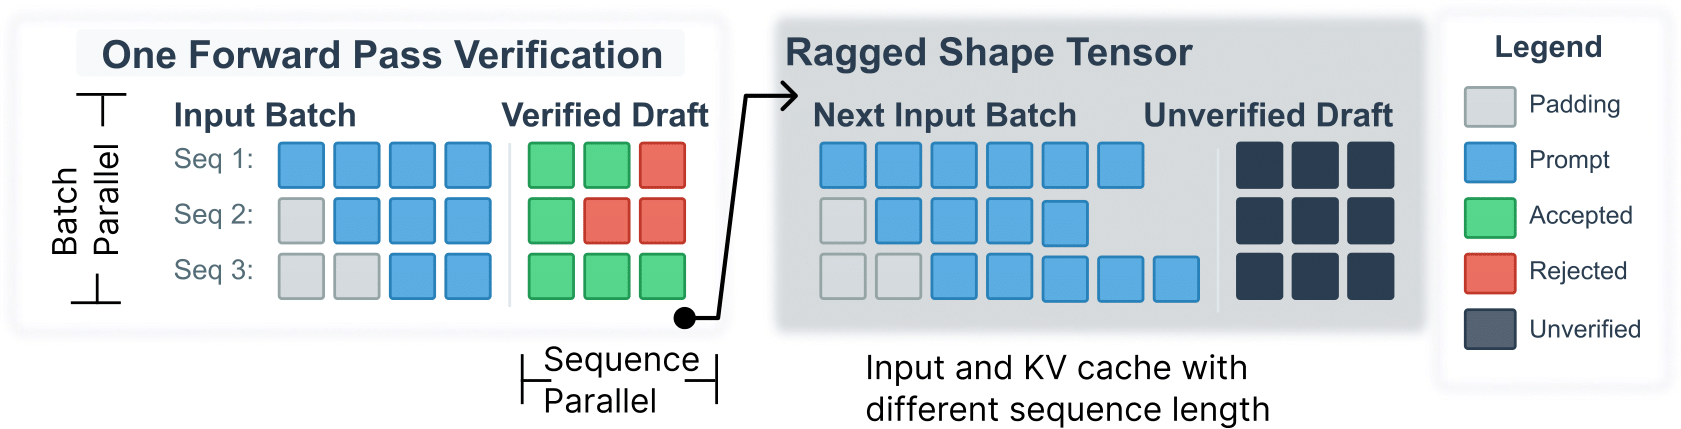 One Forward Pass Verification
Batch
Parallel
Input Batch
Verified Draft
Seq 1:
Seq 2:
Seq 3:
Sequence
Parallel
Ragged Shape Tensor
Next Input Batch
Unverified Draft
Input and KV cache with
different sequence length
Legend
Padding
Prompt
Accepted
Rejected
Unverified